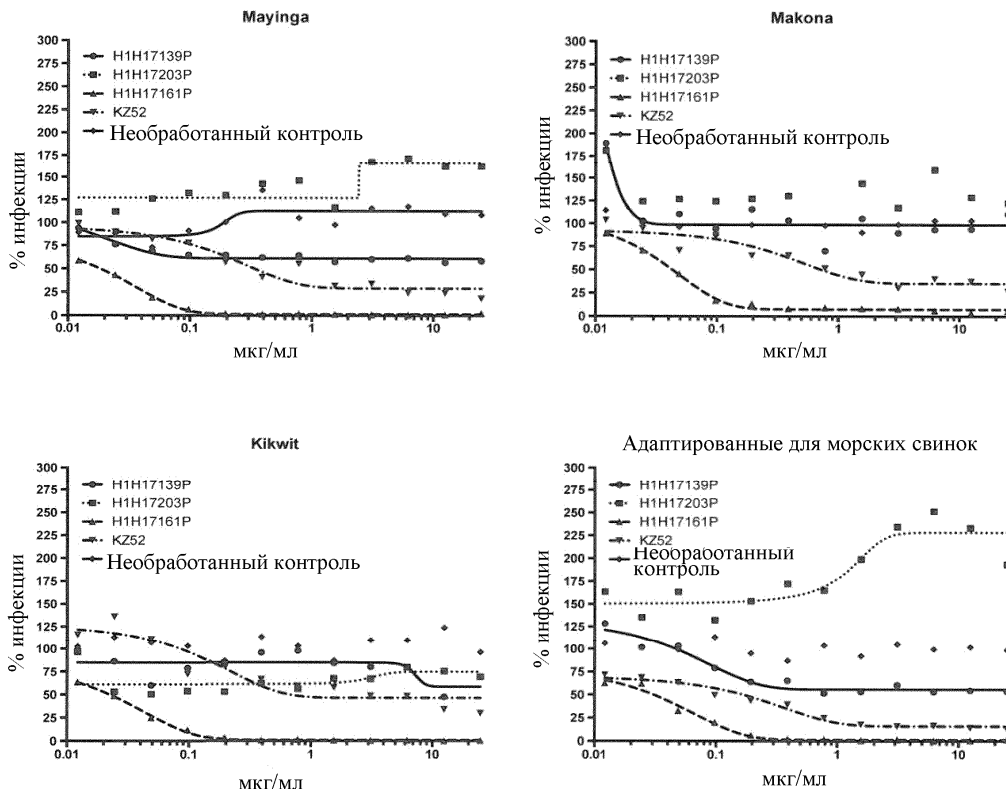 Mayinga
300
275
250
225
200
175
150
125
100
75
50
25
0
% инфекции
H1H17139P
H1H17203P
H1H17161P
KZ52
Необработанный контроль
0.01
0.1
1
10
мкг/мл
Makona
300
275
250
225
200
175
150
125
100
75
50
25
0
% инфекции
H1H17139P
H1H17203P
H1H17161P
KZ52
Необработанный контроль
0.01
0.1
1
10
мкг/мл
Kikwit
300
275
250
225
200
175
150
125
100
75
50
25
0
% инфекции
H1H17139P
H1H17203P
H1H17161P
KZ52
Необработанный контроль
0.01
0.1
1
10
мкг/мл
Адаптированные для морских свинок
300
275
250
225
200
175
150
125
100
75
50
25
0
% инфекции
H1H17139P
H1H17203P
H1H17161P
KZ52
Необработанный
контроль
0.01
0.1
1
10
мкг/мл